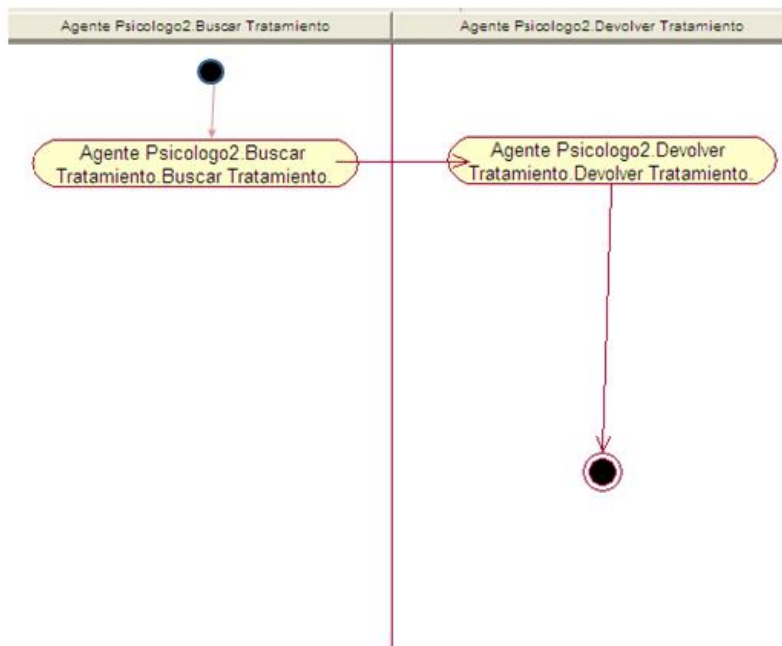 Agente Psicologo2.Buscar Tratamiento
Agente Psicologo2.Devolver Tratamiento
Agente Psicologo2.Buscar
Tratamiento.Buscar Tratamiento.
Agente Psicologo2.Devolver
Tratamiento.Devolver Tratamiento.